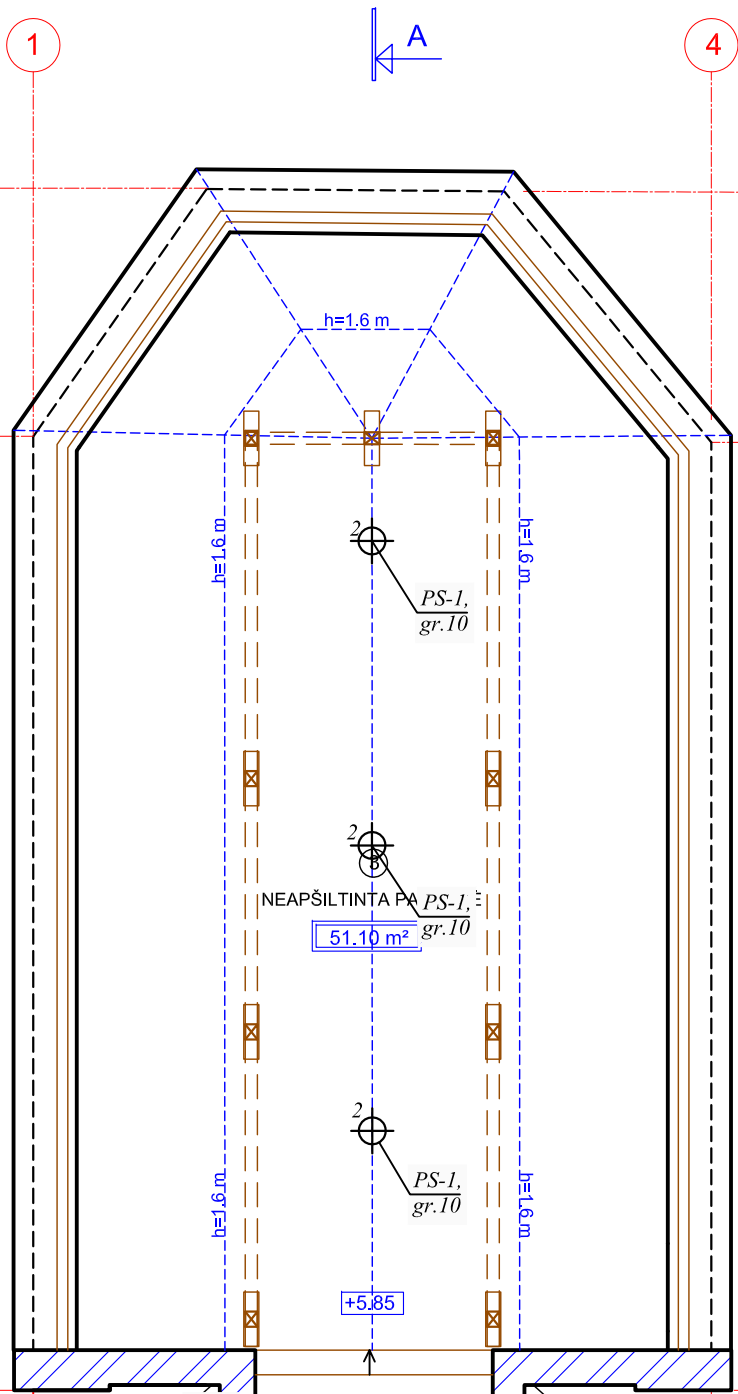 1
A
4
h=1.6 m
h=1.6 m
h=1.6 m
2
PS-1,
gr.10
2
3
NEAPŠILTINTA
PS-1,
gr.10
51.10 m²
2
PS-1,
gr.10
h=1.6 m
h=1.6 m
+5.85